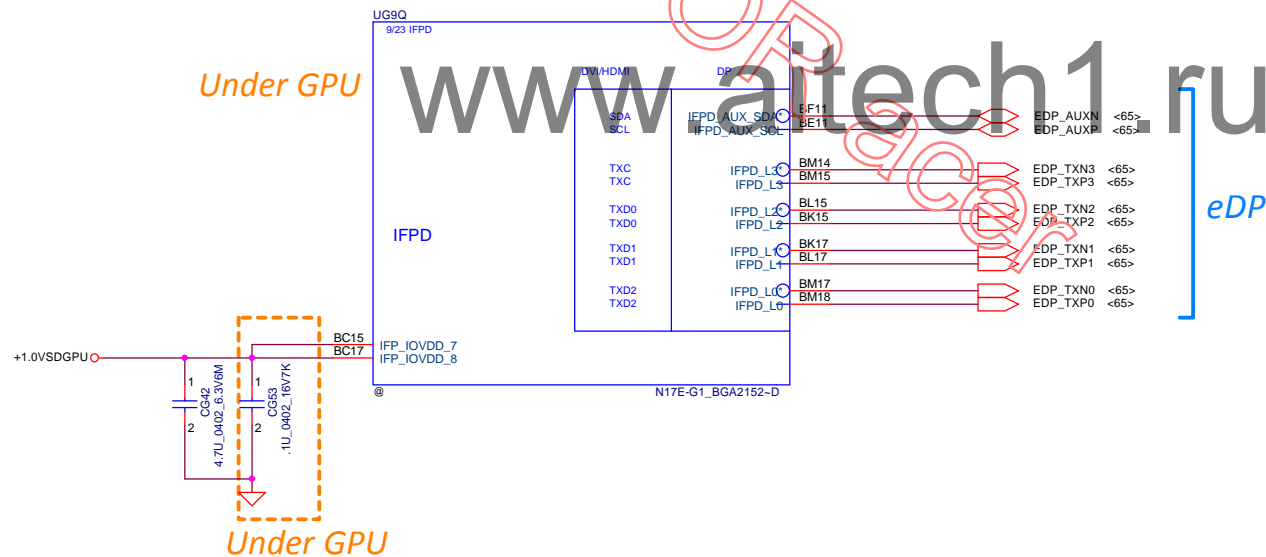 UG9Q
9/23 IFPD
Under GPU
www.aitech1.ru
DVI/HDMI
DP
SDA
SCL
IFPD_AUX_SDA*
IFPD_AUX_SCL
BF11
BE11
EDP_AUXN <65>
EDP_AUXP <65>
TXC
TXC
IFPD_L3*
IFPD_L3
BM14
BM15
EDP_TXN3 <65>
EDP_TXP3 <65>
TXD0
TXD0
IFPD_L2*
IFPD_L2
BL15
BK15
EDP_TXN2 <65>
EDP_TXP2 <65>
eDP
IFPD
TXD1
TXD1
IFPD_L1*
IFPD_L1
BK17
BL17
EDP_TXN1 <65>
EDP_TXP1 <65>
TXD2
TXD2
IFPD_L0*
IFPD_L0
BM17
BM18
EDP_TXN0 <65>
EDP_TXP0 <65>
acer
+1.0VSDGPU
BC15
BC17
IFP_IOVDD_7
IFP_IOVDD_8
@
N17E-G1_BGA2152~D
1
2
CG42
4.7U_0402_6.3V6M
1
2
CG53
.1U_0402_16V7K
Under GPU